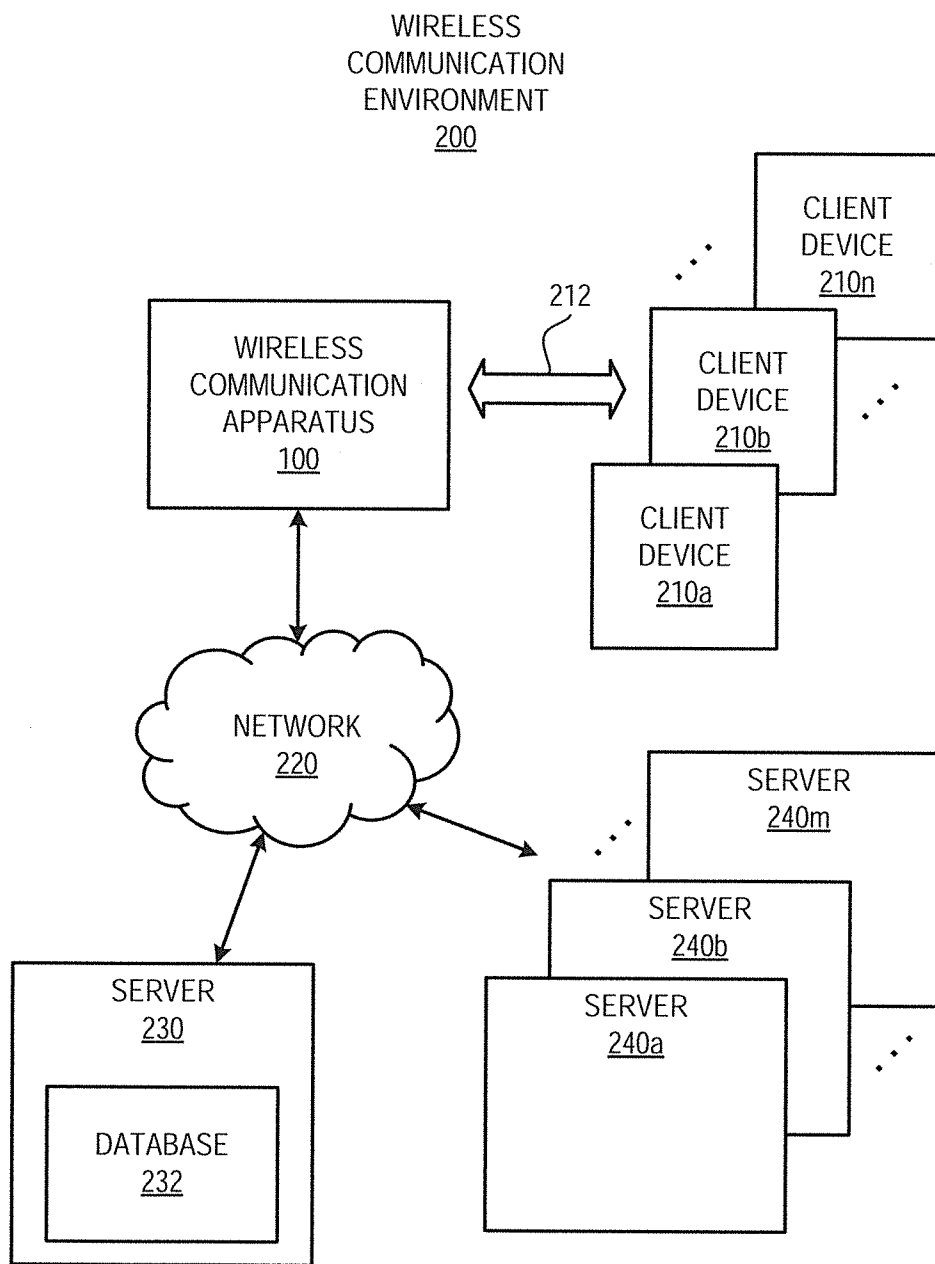 WIRELESS
COMMUNICATION
ENVIRONMENT
200
CLIENT
DEVICE
210n
212
WIRELESS
COMMUNICATION
APPARATUS
100
CLIENT
DEVICE
210b
CLIENT
DEVICE
210a
NETWORK
220
SERVER
240m
SERVER
240b
SERVER
240a
SERVER
230
DATABASE
232